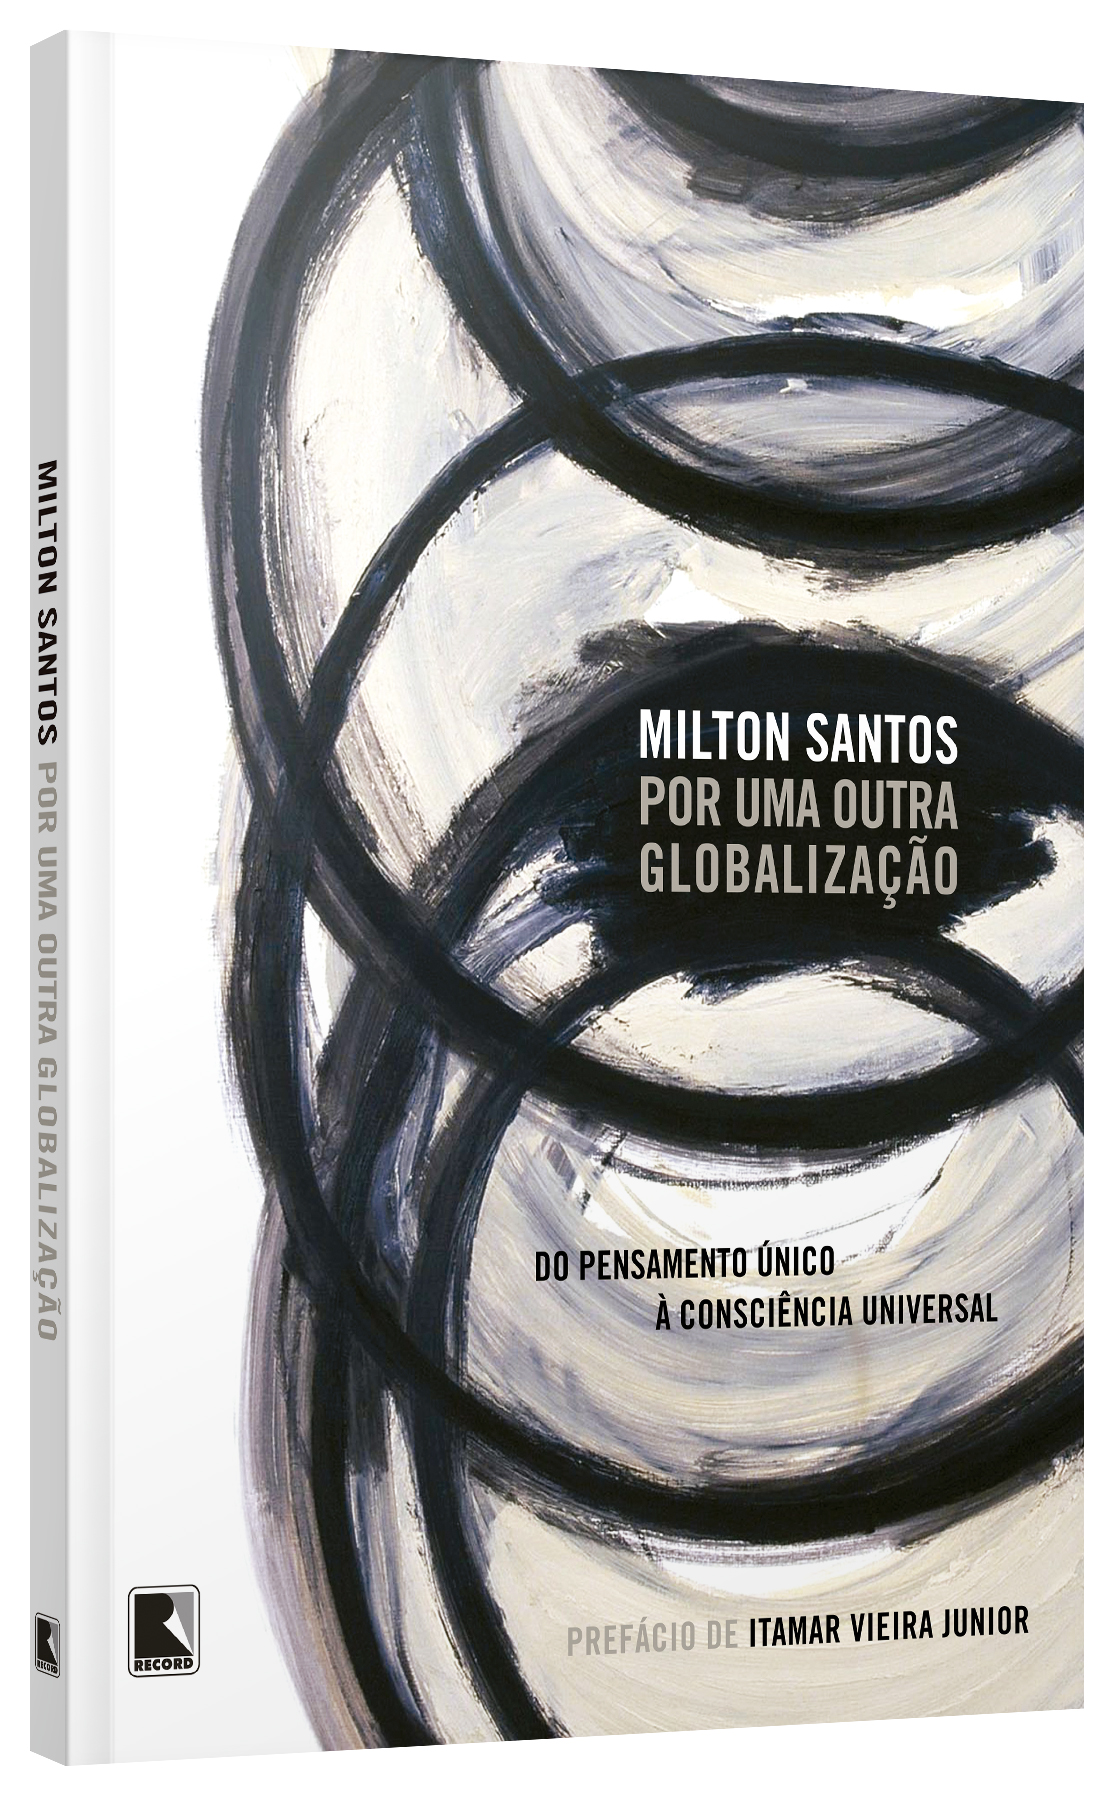 MILTON SANTOS POR UMA OUTRA GLOBALIZAÇÃO
RECORD
MILTON SANTOS
POR UMA OUTRA
GLOBALIZAÇÃO
DO PENSAMENTO ÚNICO
À CONSCIÊNCIA UNIVERSAL
PREFÁCIO DE ITAMAR VIEIRA JUNIOR
RECORD